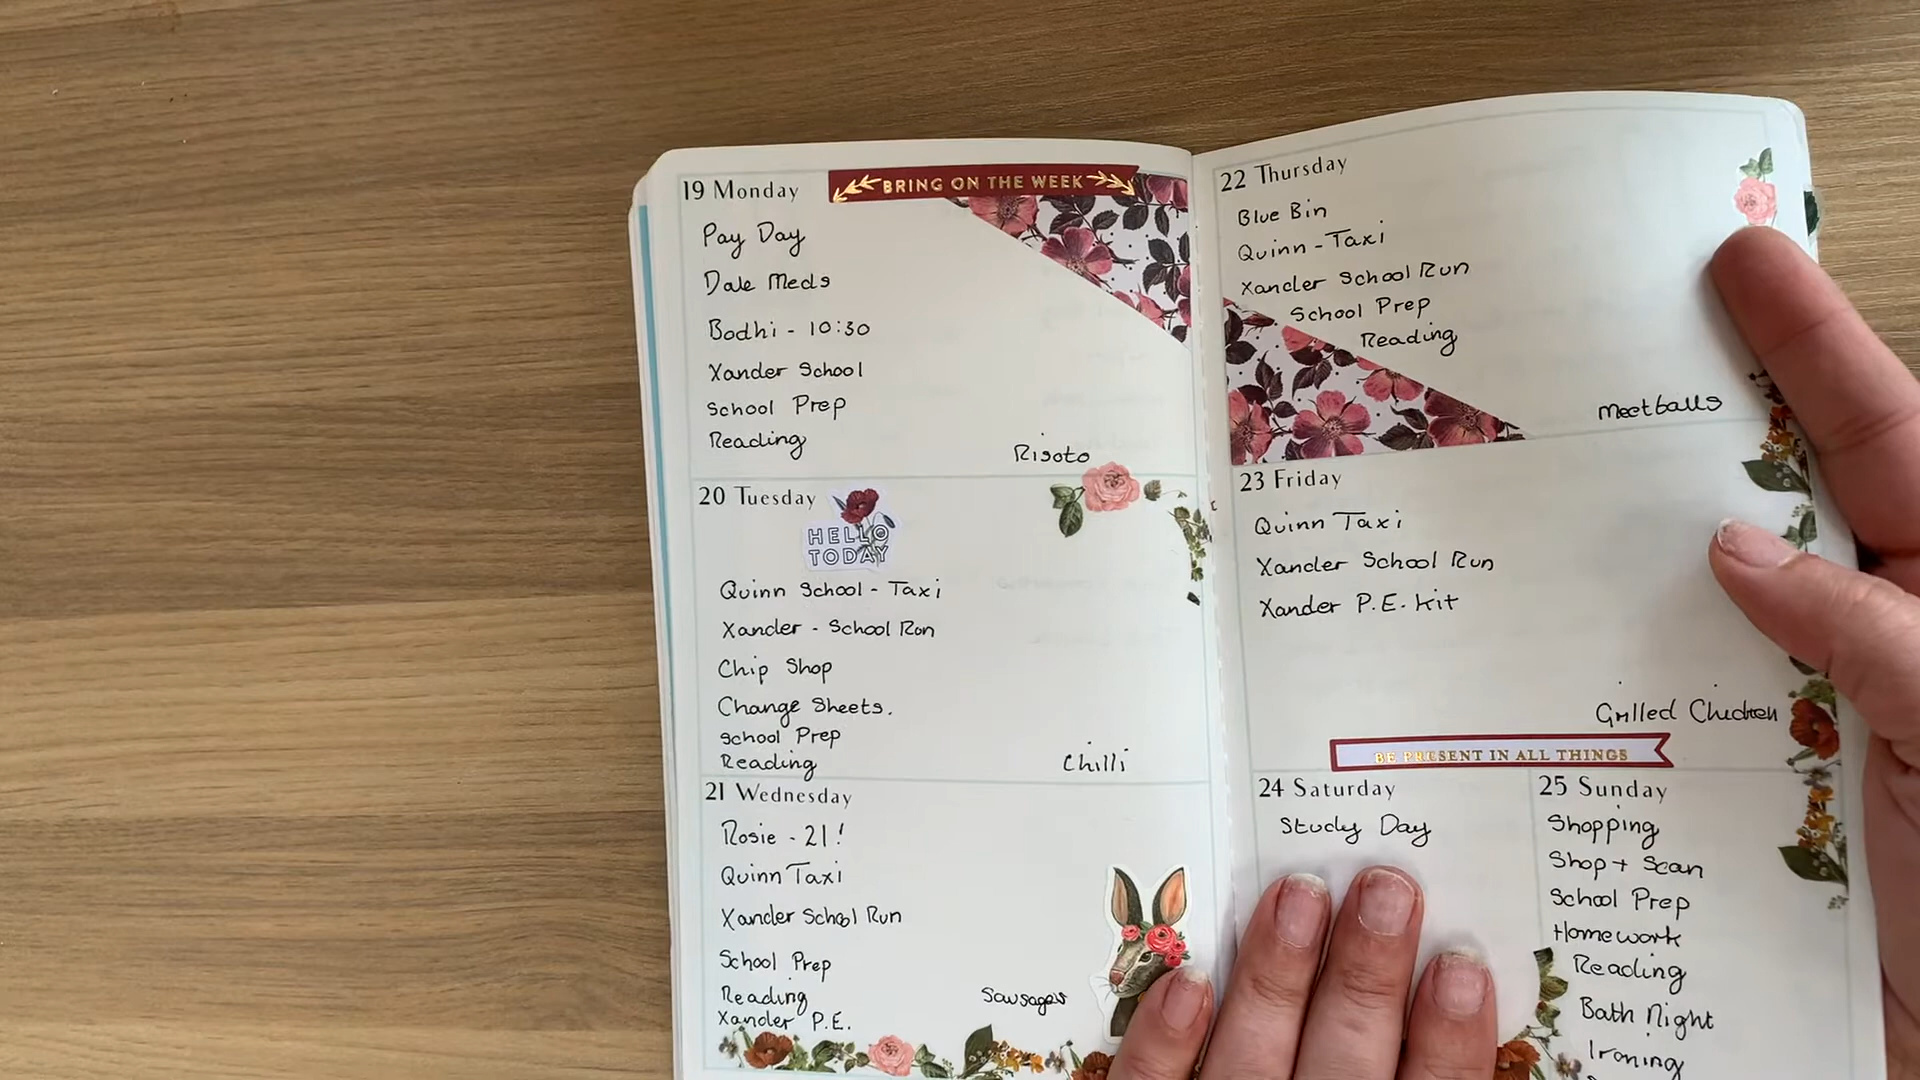 19 Monday
BRING ON THE WEEK
Pay Day
Dale Meds
Bodhi - 10:30
Xander School
School Prep
Reading
Risoto
20 Tuesday
HELLO
TODAY
Quinn School - Taxi
Xander - School Run
Chip Shop
Change Sheets.
School Prep
Reading
Chilli
21 Wednesday
Rosie - 21!
Quinn Taxi
Xander School Run
School Prep
Reading
Xander P.E.
Sausages
22 Thursday
Blue Bin
Quinn - Taxi
Xander School Run
School Prep
Reading
Meatballs
23 Friday
Quinn Taxi
Xander School Run
Xander P.E. Kit
Grilled Chicken
BE PRESENT IN ALL THINGS
24 Saturday
Study Day
25 Sunday
Shopping
Shop + Scan
School Prep
Homework
Reading
Bath Night
Ironing